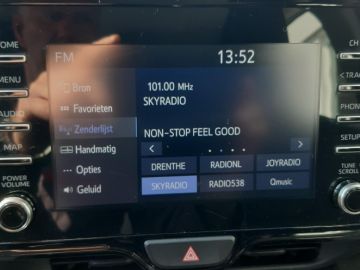 FM
13:52
HOME
MENU
AUDIO
MAP
POWER
VOLUME
Bron
Favorieten
Zenderlijst
Handmatig
Opties
Geluid
101.00 MHz
SKYRADIO
NON-STOP FEEL GOOD
< >
DRENTHE RADIONL JOYRADIO
SKYRADIO RADIO538 Qmusic
CH
PHONE
SETUP
TUNE
SCROLL